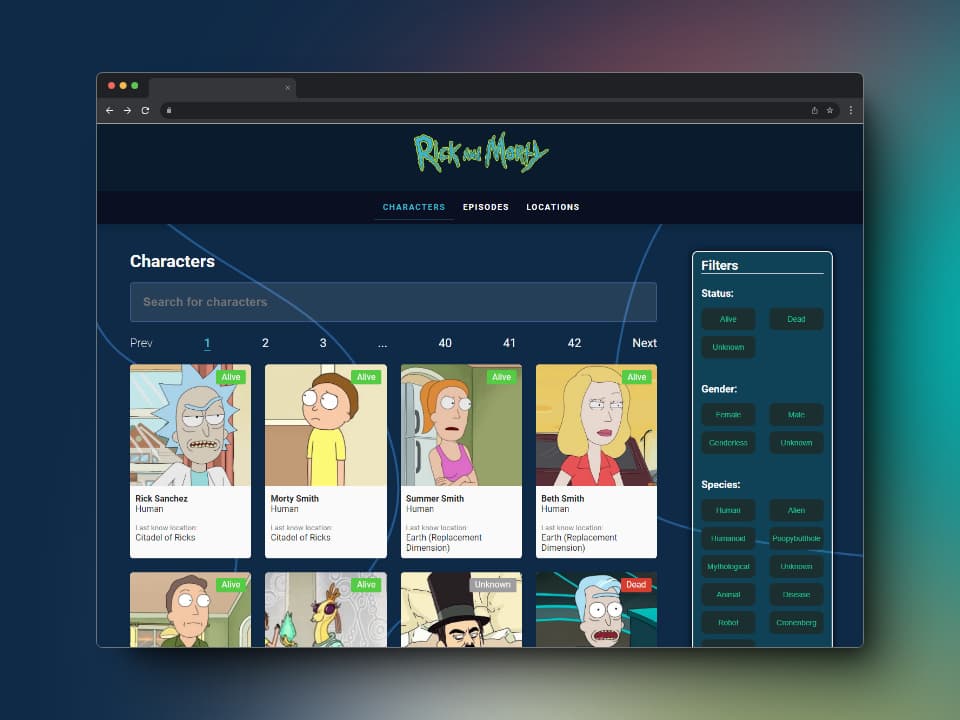 Rick and Morty
CHARACTERS EPISODES LOCATIONS
Characters
Search for characters
Prev 1 2 3 ... 40 41 42 Next
Alive
Rick Sanchez
Human
Last know location:
Citadel of Ricks
Alive
Morty Smith
Human
Last know location:
Citadel of Ricks
Alive
Summer Smith
Human
Last know location:
Earth (Replacement
Dimension)
Alive
Beth Smith
Human
Last know location:
Earth (Replacement
Dimension)
Alive
Alive
Unknown
Dead
Filters
Status:
Alive Dead
Unknown
Gender:
Female Male
Genderless Unknown
Species:
Human Alien
Humanoid Poopybutthole
Mythological Unknown
Animal Disease
Robot Cronenberg